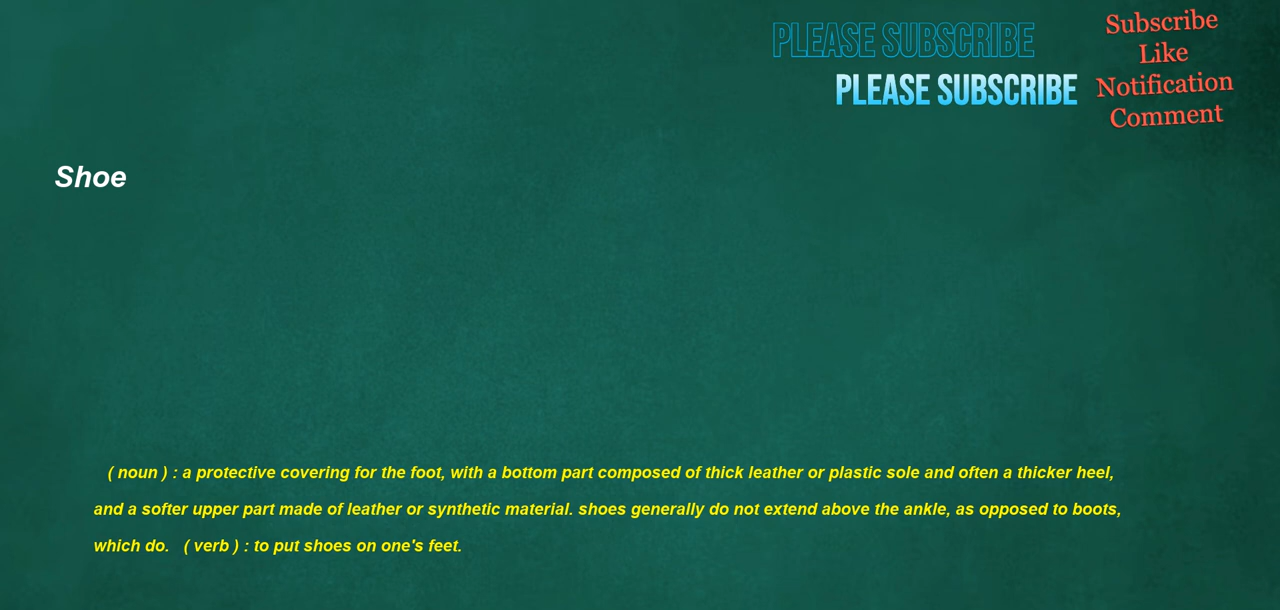 PLEASE SUBSCRIBE
PLEASE SUBSCRIBE
Subscribe
Like
Notification
Comment
Shoe
( noun ) : a protective covering for the foot, with a bottom part composed of thick leather or plastic sole and often a thicker heel,
and a softer upper part made of leather or synthetic material. shoes generally do not extend above the ankle, as opposed to boots,
which do. ( verb ) : to put shoes on one's feet.